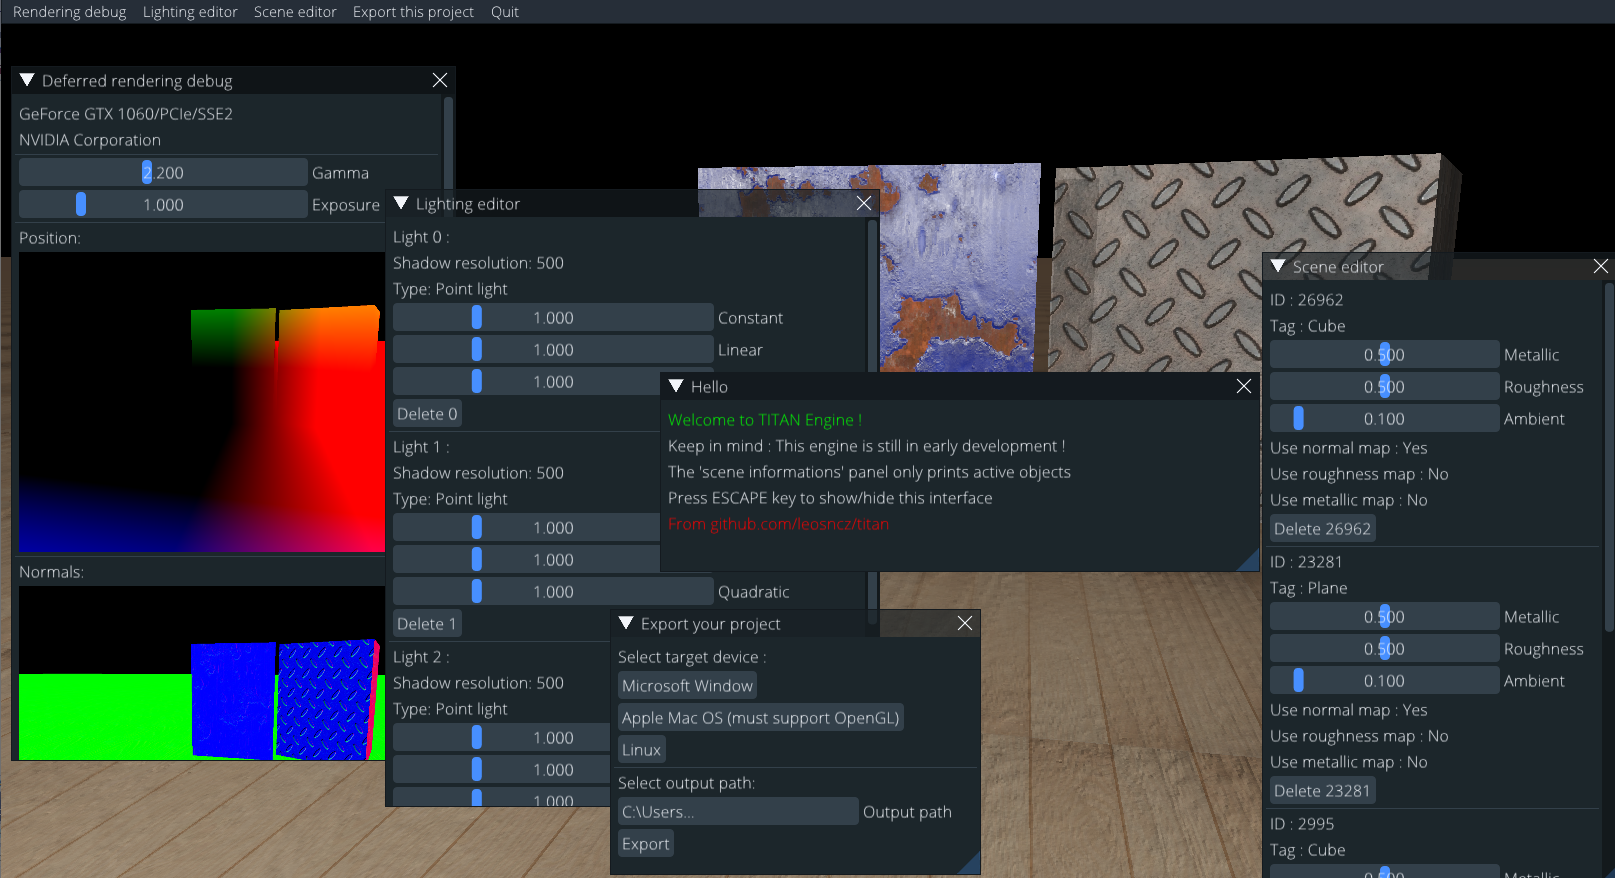 Rendering debug Lighting editor Scene editor Export this project Quit
Deferred rendering debug
GeForce GTX 1060/PCIe/SSE2
NVIDIA Corporation
2.200 Gamma
1.000 Exposure
Position:
Normals:
Lighting editor
Light 0 :
Shadow resolution: 500
Type: Point light
1.000 Constant
1.000 Linear
1.000
Delete 0
Light 1 :
Shadow resolution: 500
Type: Point light
1.000
1.000
1.000 Quadratic
Delete 1
Light 2 :
Shadow resolution: 500
Type: Point light
1.000
1.000
1.000
Hello
Welcome to TITAN Engine !
Keep in mind : This engine is still in early development !
The 'scene informations' panel only prints active objects
Press ESCAPE key to show/hide this interface
From github.com/leosncz/titan
Export your project
Select target device :
Microsoft Window
Apple Mac OS (must support OpenGL)
Linux
Select output path:
C:\Users... Output path
Export
Scene editor
ID : 26962
Tag : Cube
0.500 Metallic
0.500 Roughness
0.100 Ambient
Use normal map : Yes
Use roughness map : No
Use metallic map : No
Delete 26962
ID : 23281
Tag : Plane
0.500 Metallic
0.500 Roughness
0.100 Ambient
Use normal map : Yes
Use roughness map : No
Use metallic map : No
Delete 23281
ID : 2995
Tag : Cube
0.500 Metallic